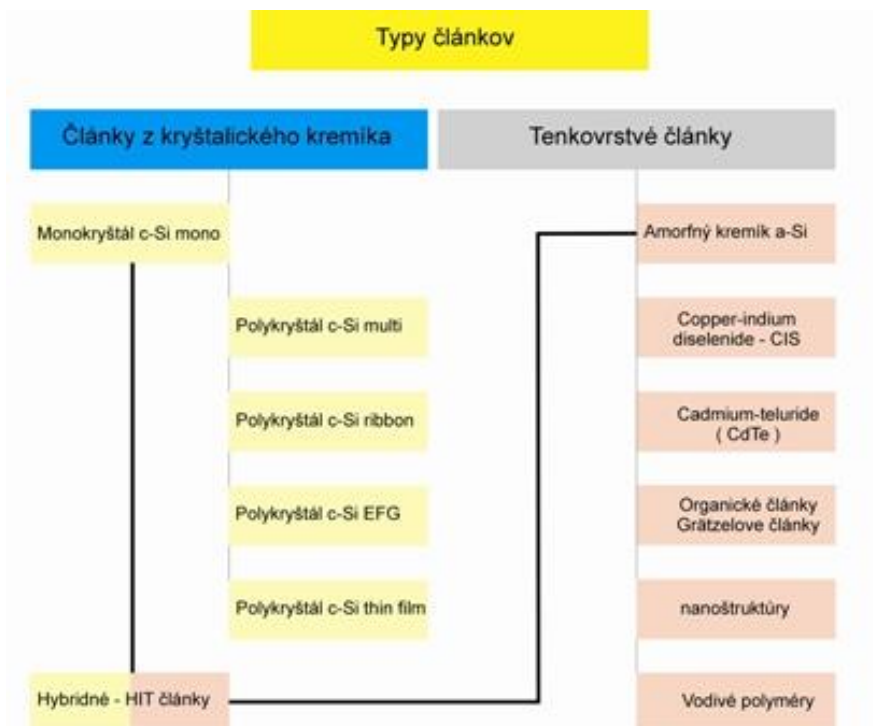 Typy článkov
Články z kryštalického kremíka
Tenkovrstvé články
Monokryštál c-Si mono
Polykryštál c-Si multi
Polykryštál c-Si ribbon
Polykryštál c-Si EFG
Polykryštál c-Si thin film
Hybridné - HIT články
Amorfný kremík a-Si
Copper-indium
diselenide - CIS
Cadmium-teluride
( CdTe )
Organické články
Grätzelove články
nanoštruktúry
Vodivé polyméry